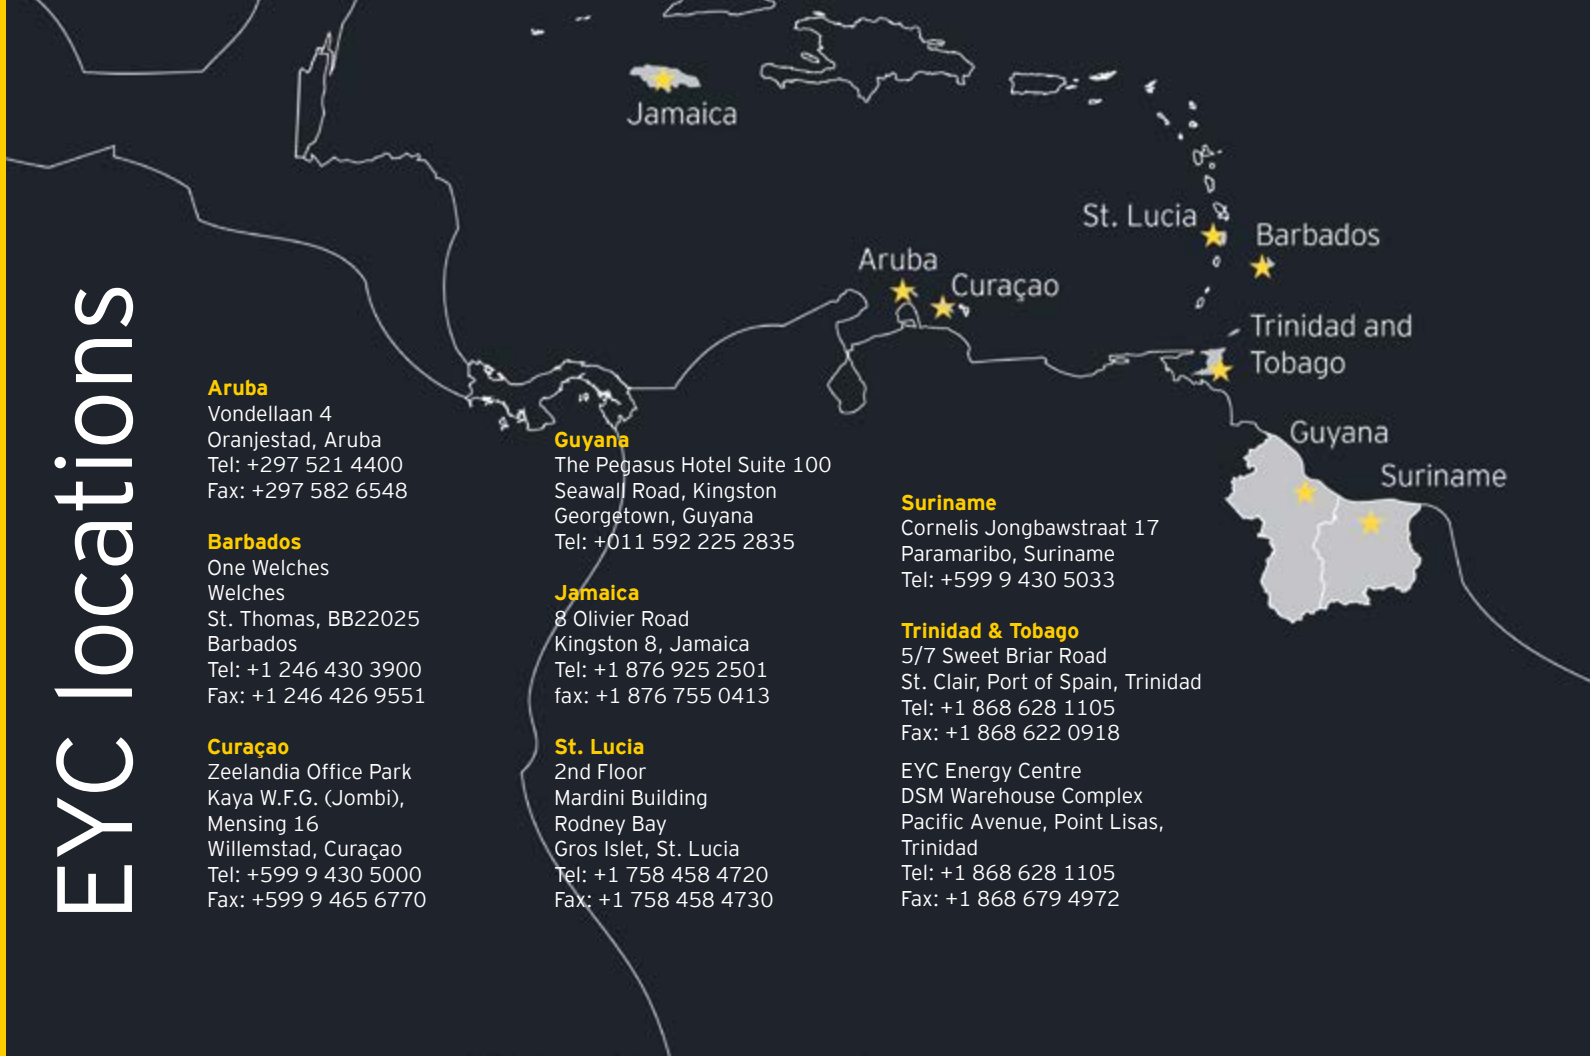 EYC locations
Jamaica
St. Lucia
Barbados
Aruba
Curaçao
Trinidad and
Tobago
Guyana
Suriname
Aruba
Vondellaan 4
Oranjestad, Aruba
Tel: +297 521 4400
Fax: +297 582 6548
Barbados
One Welches
Welches
St. Thomas, BB22025
Barbados
Tel: +1 246 430 3900
Fax: +1 246 426 9551
Curaçao
Zeelandia Office Park
Kaya W.F.G. (Jombi),
Mensing 16
Willemstad, Curaçao
Tel: +599 9 430 5000
Fax: +599 9 465 6770
Guyana
The Pegasus Hotel Suite 100
Seawall Road, Kingston
Georgetown, Guyana
Tel: +011 592 225 2835
Jamaica
8 Olivier Road
Kingston 8, Jamaica
Tel: +1 876 925 2501
fax: +1 876 755 0413
St. Lucia
2nd Floor
Mardini Building
Rodney Bay
Gros Islet, St. Lucia
Tel: +1 758 458 4720
Fax: +1 758 458 4730
Suriname
Cornelis Jongbawstraat 17
Paramaribo, Suriname
Tel: +599 9 430 5033
Trinidad & Tobago
5/7 Sweet Briar Road
St. Clair, Port of Spain, Trinidad
Tel: +1 868 628 1105
Fax: +1 868 622 0918
EYC Energy Centre
DSM Warehouse Complex
Pacific Avenue, Point Lisas,
Trinidad
Tel: +1 868 628 1105
Fax: +1 868 679 4972